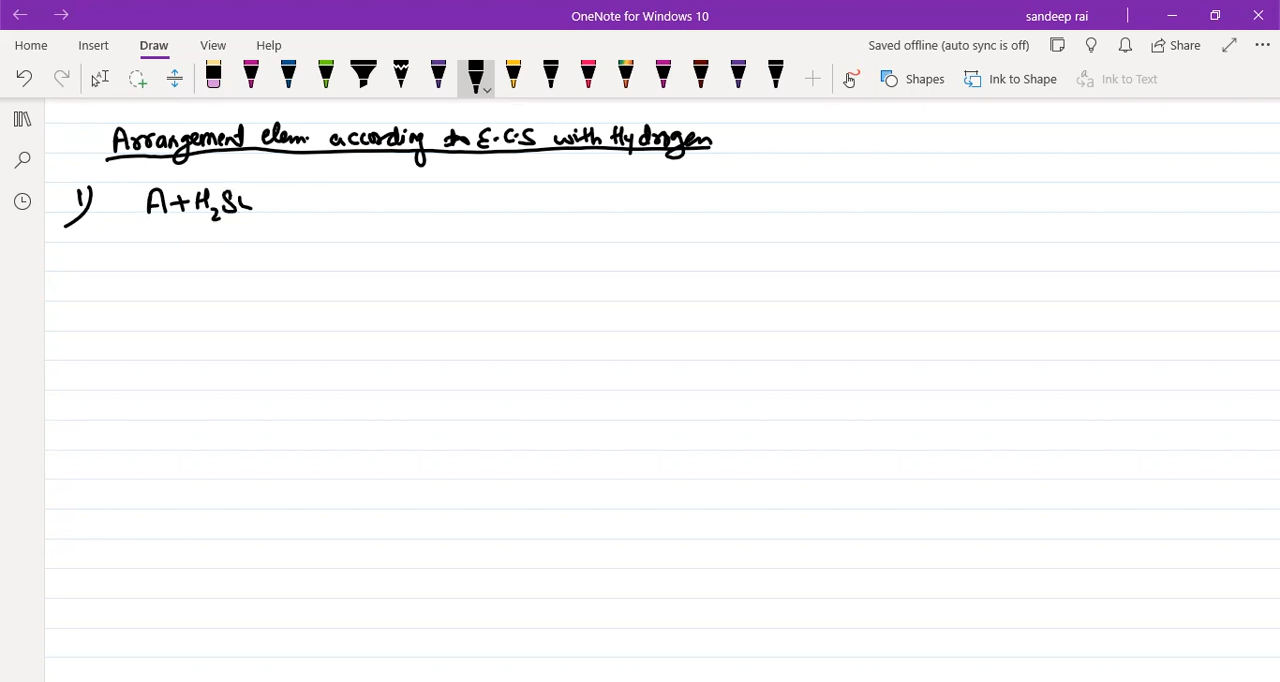 OneNote for Windows 10
sandeep rai
Home Insert Draw View Help
Saved offline (auto sync is off) Share
Shapes Ink to Shape Ink to Text
Arrangement elem. according to E.C.S with Hydrogen
1) A+H₂S